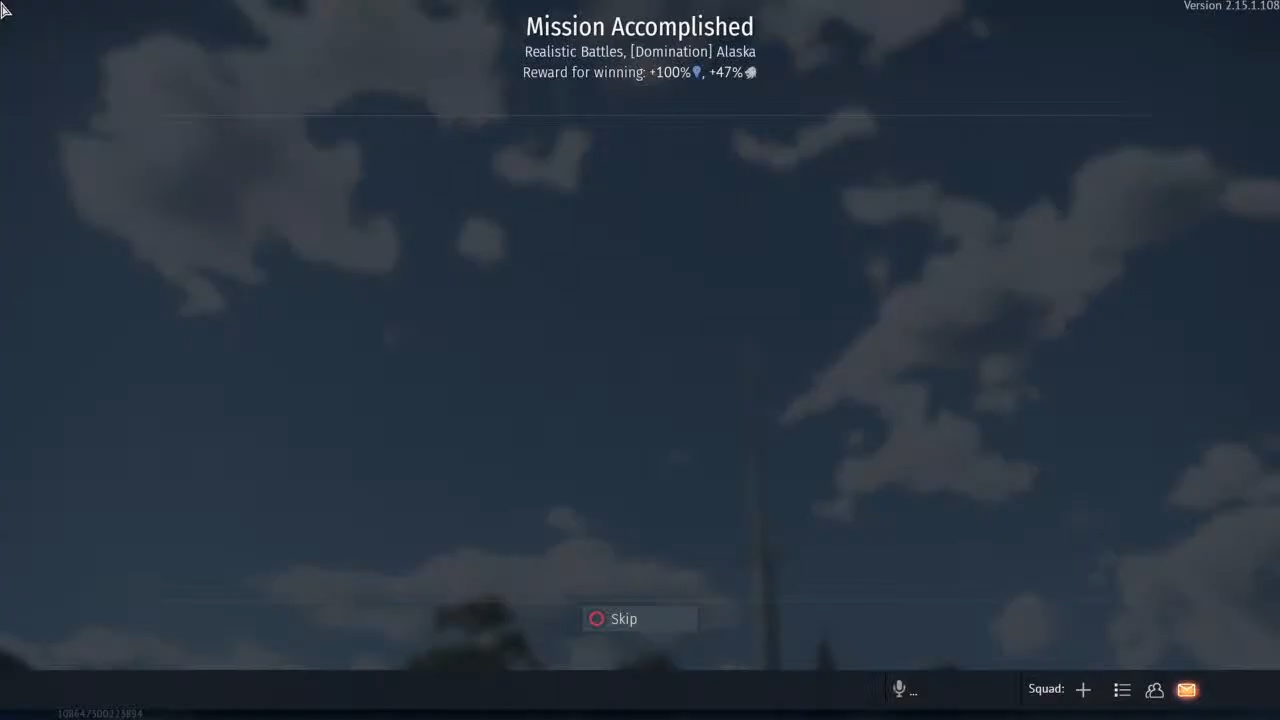 Version 2.15.1.108
Mission Accomplished
Realistic Battles, [Domination] Alaska
Reward for winning: +100%, +47%
Skip
...
Squad: